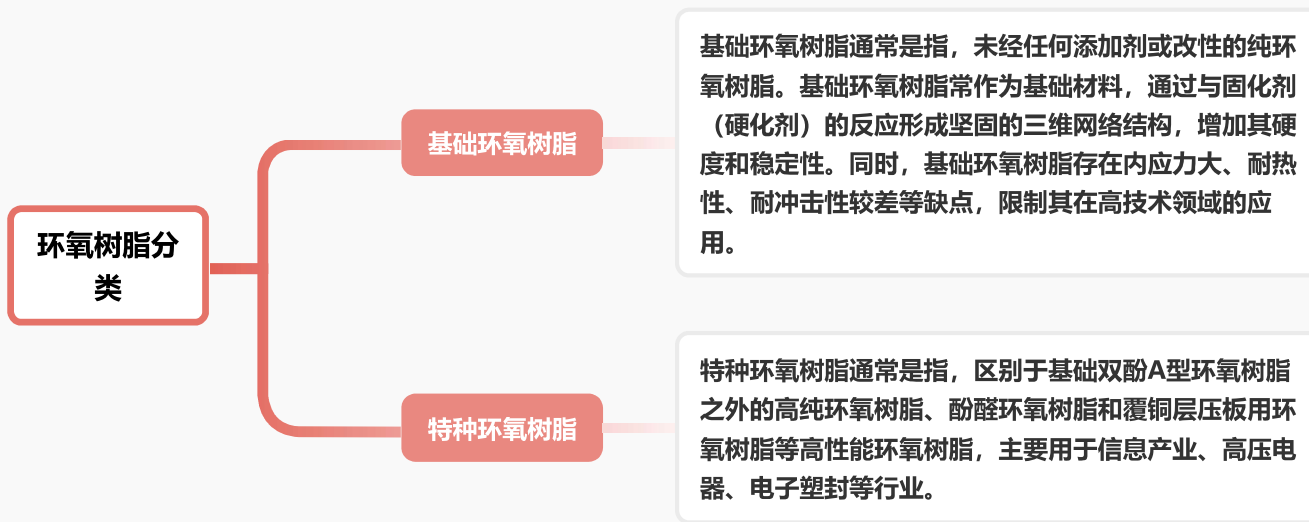 环氧树脂分
类
基础环氧树脂
基础环氧树脂通常是指，未经任何添加剂或改性的纯环
氧树脂。基础环氧树脂常作为基础材料，通过与固化剂
（硬化剂）的反应形成坚固的三维网络结构，增加其硬
度和稳定性。同时，基础环氧树脂存在内应力大、耐热
性、耐冲击性较差等缺点，限制其在高技术领域的应
用。
特种环氧树脂
特种环氧树脂通常是指，区别于基础双酚A型环氧树脂
之外的高纯环氧树脂、酚醛环氧树脂和覆铜层压板用环
氧树脂等高性能环氧树脂，主要用于信息产业、高压电
器、电子塑封等行业。